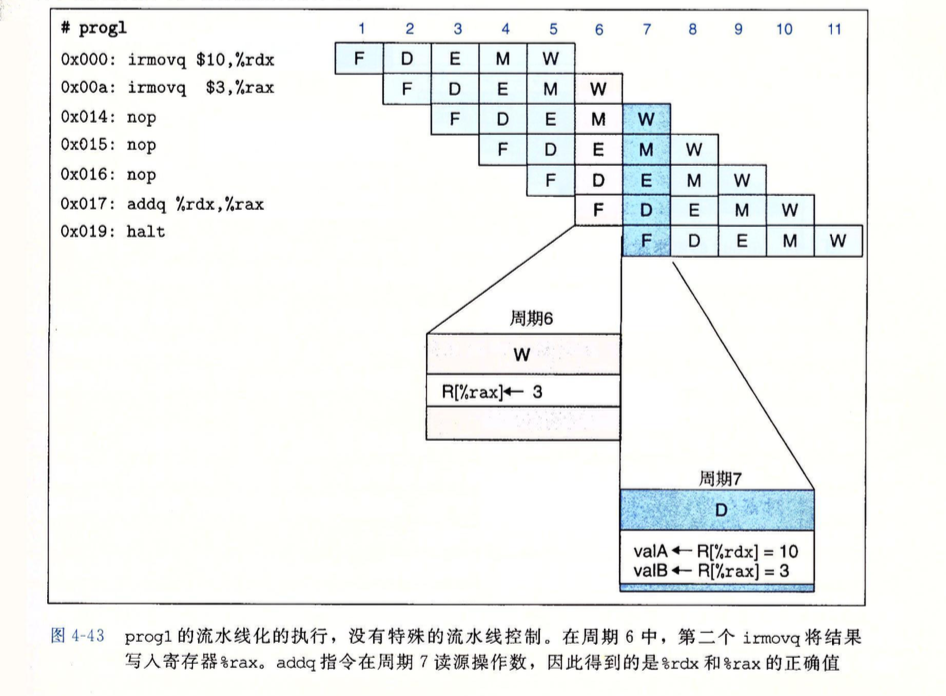 # prog1 1 2 3 4 5 6 7 8 9 10 11
0x000: irmovq $10,%rdx F D E M W
0x00a: irmovq $3,%rax F D E M W
0x014: nop F D E M W
0x015: nop F D E M W
0x016: nop F D E M W
0x017: addq %rdx,%rax F D E M W
0x019: halt F D E M W
周期6
W
R[%rax]← 3
周期7
D
valA ← R[%rdx] = 10
valB ← R[%rax] = 3
图 4-43 prog1 的流水线化的执行，没有特殊的流水线控制。在周期 6 中，第二个 irmovq 将结果
写入寄存器%rax。addq 指令在周期 7 读源操作数，因此得到的是%rdx 和%rax 的正确值